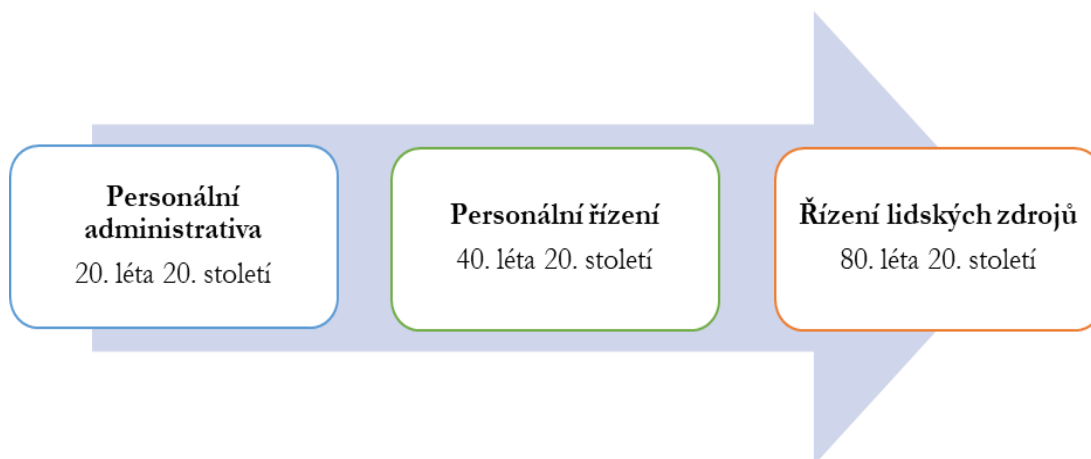 Personální
administrativa
20. léta 20. století
Personální řízení
40. léta 20. století
Řízení lidských zdrojů
80. léta 20. století